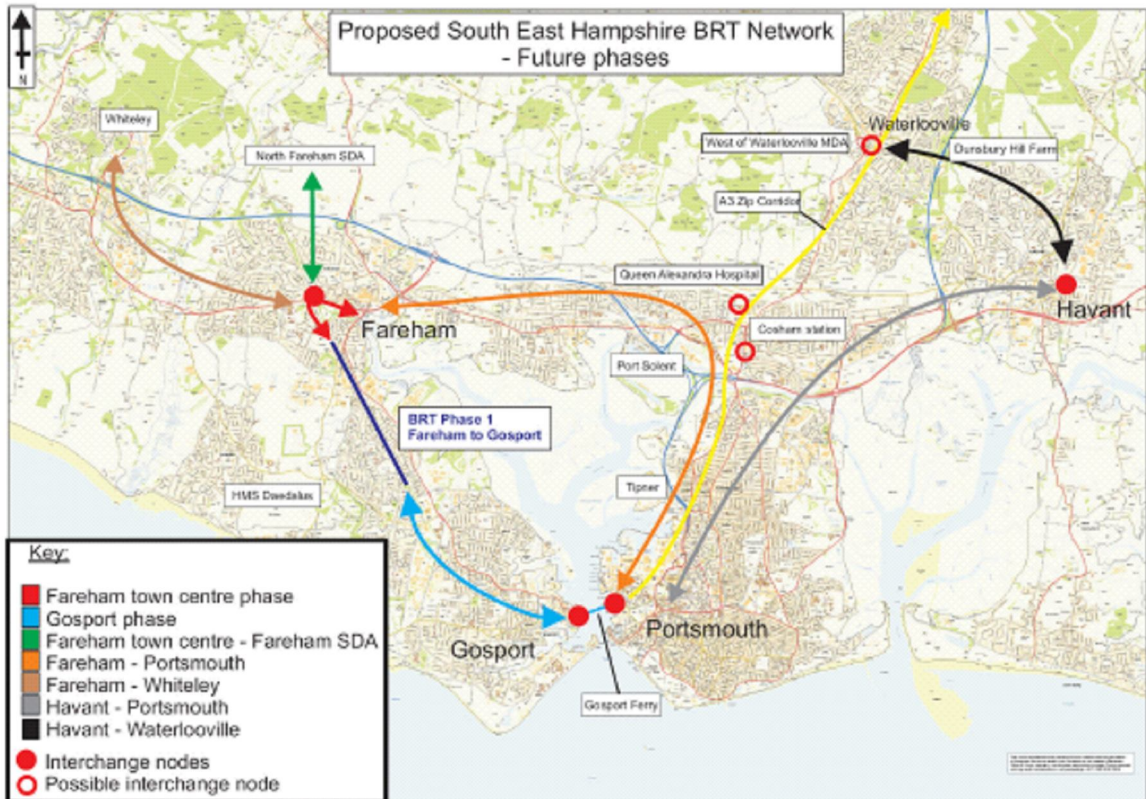 Proposed South East Hampshire BRT Network
- Future phases
N
Whiteley
North Fareham SDA
Waterlooville
West of Waterlooville MDA
Dunsbury Hill Farm
A3 Zip Corridor
Queen Alexandra Hospital
Havant
Fareham
Cosham station
Port Solent
BRT Phase 1
Fareham to Gosport
Tipner
HMS Daedalus
Gosport
Portsmouth
Gosport Ferry
Key:
Fareham town centre phase
Gosport phase
Fareham town centre - Fareham SDA
Fareham - Portsmouth
Fareham - Whiteley
Havant - Portsmouth
Havant - Waterlooville
Interchange nodes
Possible interchange node